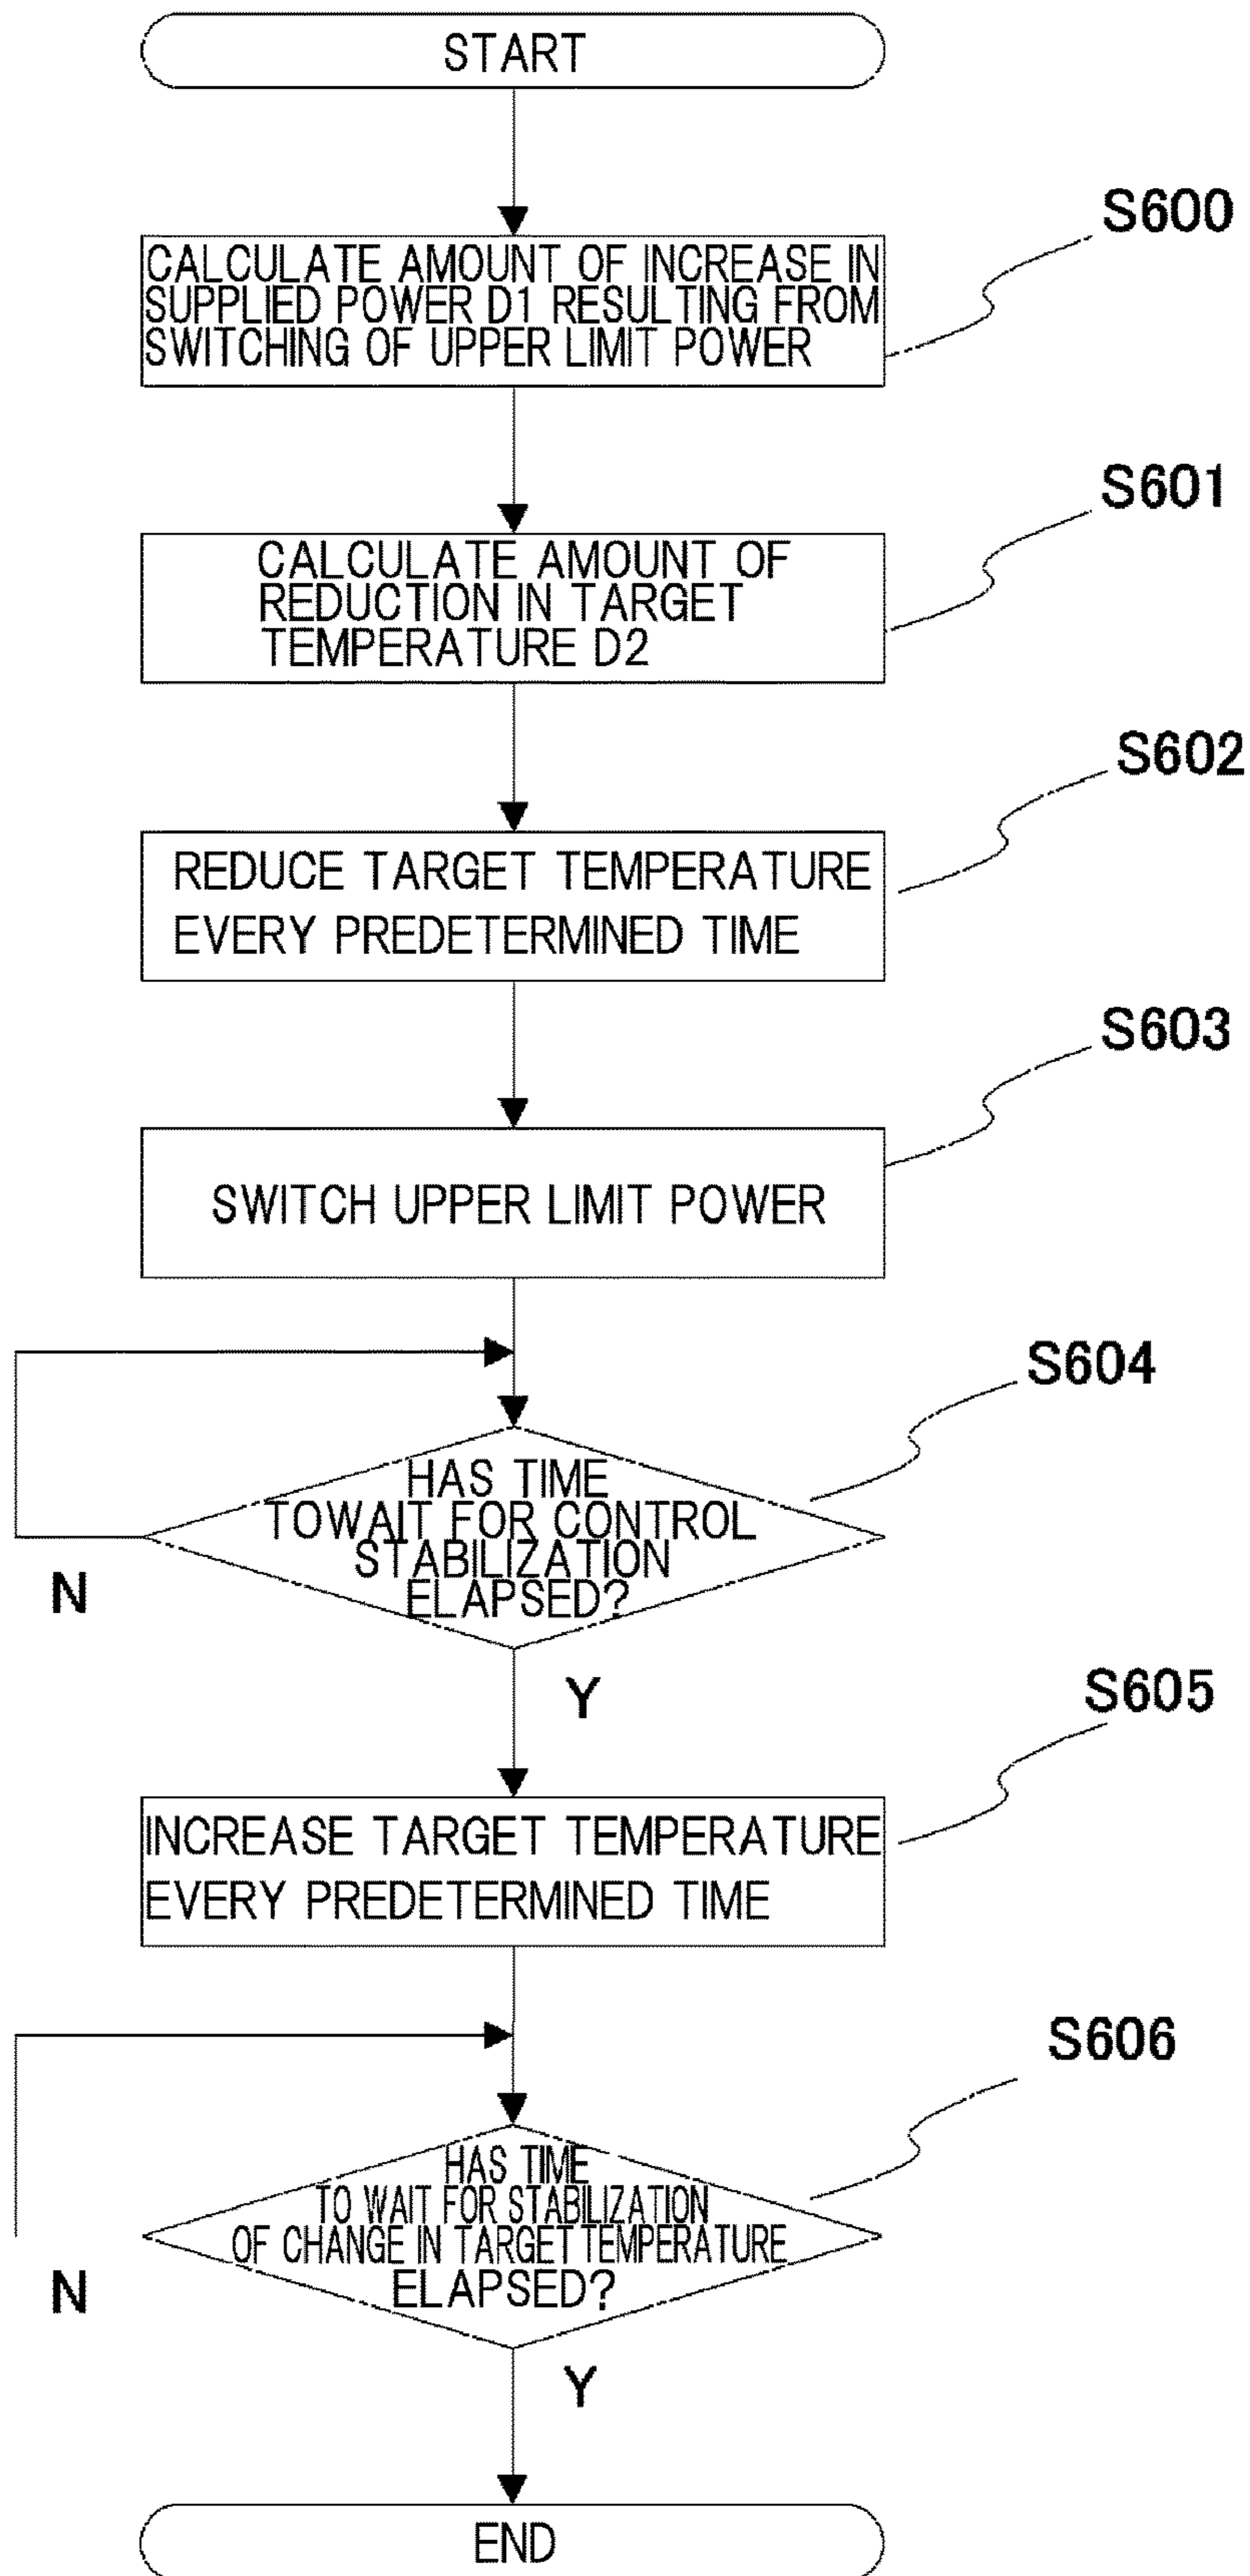 START
S600
CALCULATE AMOUNT OF INCREASE IN
SUPPLIED POWER D1 RESULTING FROM
SWITCHING OF UPPER LIMIT POWER
S601
CALCULATE AMOUNT OF
REDUCTION IN TARGET
TEMPERATURE D2
S602
REDUCE TARGET TEMPERATURE
EVERY PREDETERMINED TIME
S603
SWITCH UPPER LIMIT POWER
S604
HAS TIME
TOWAIT FOR CONTROL
STABILIZATION
ELAPSED?
N
Y
S605
INCREASE TARGET TEMPERATURE
EVERY PREDETERMINED TIME
S606
HAS TIME
TO WAIT FOR STABILIZATION
OF CHANGE IN TARGET TEMPERATURE
ELAPSED?
N
Y
END